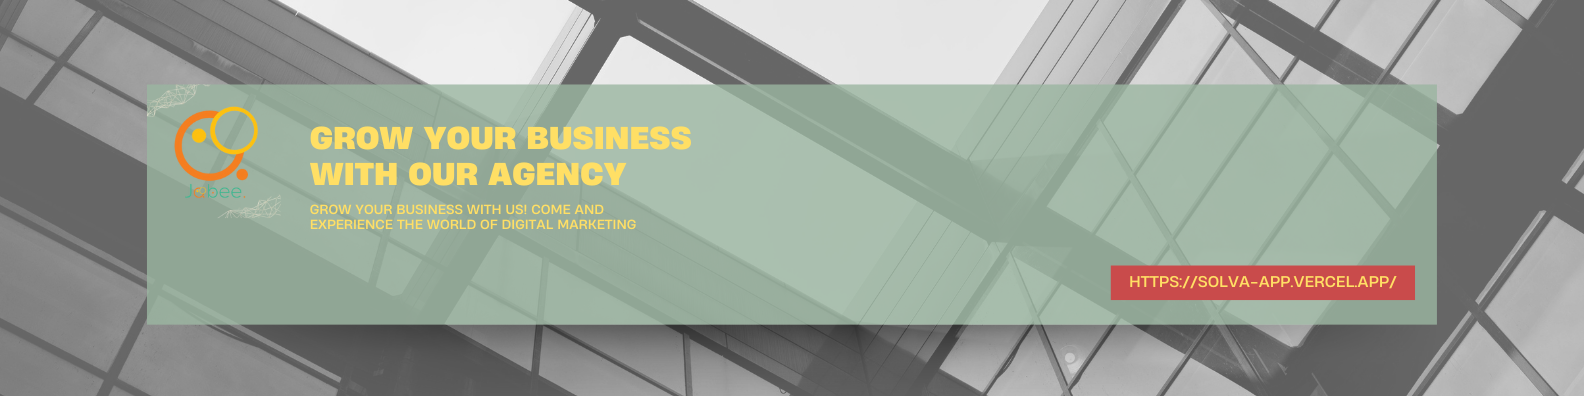 GROW YOUR BUSINESS
WITH OUR AGENCY
GROW YOUR BUSINESS WITH US! COME AND
EXPERIENCE THE WORLD OF DIGITAL MARKETING
HTTPS://SOLVA-APP.VERCEL.APP/